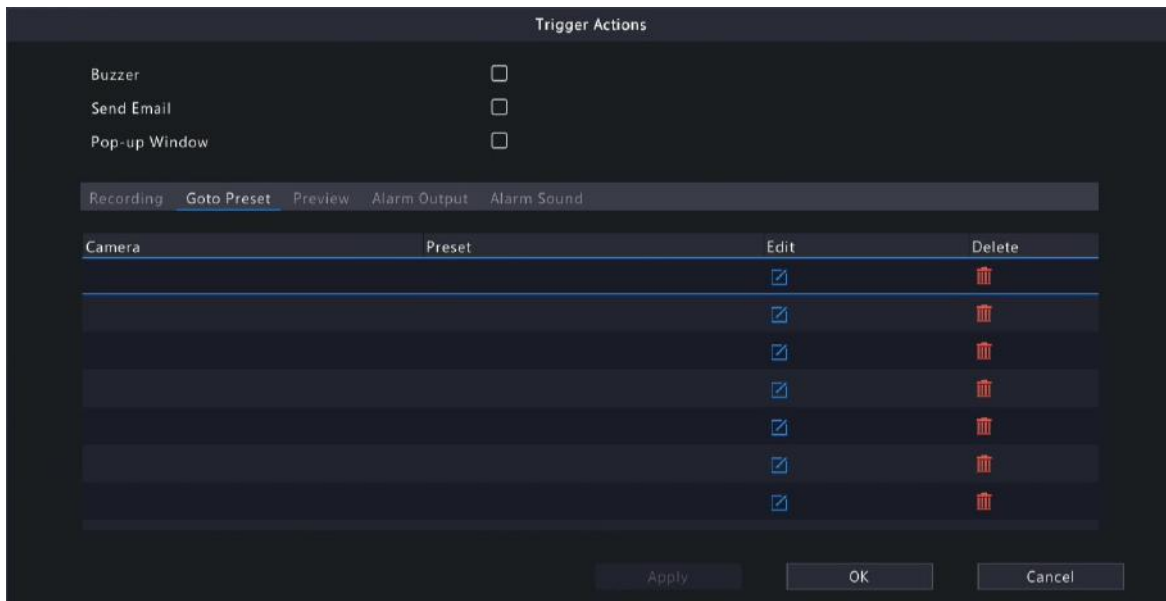 Trigger Actions
Buzzer
Send Email
Pop-up Window
Recording Goto Preset Preview Alarm Output Alarm Sound
Camera Preset Edit Delete
Apply OK Cancel